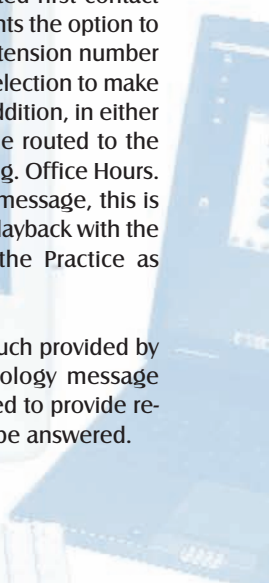 ted first contact
nts the option to
tension number
election to make
ddition, in either
e routed to the
g. Office Hours.
message, this is
layback with the
the Practice as
uch provided by
ology message
ed to provide re-
be answered.